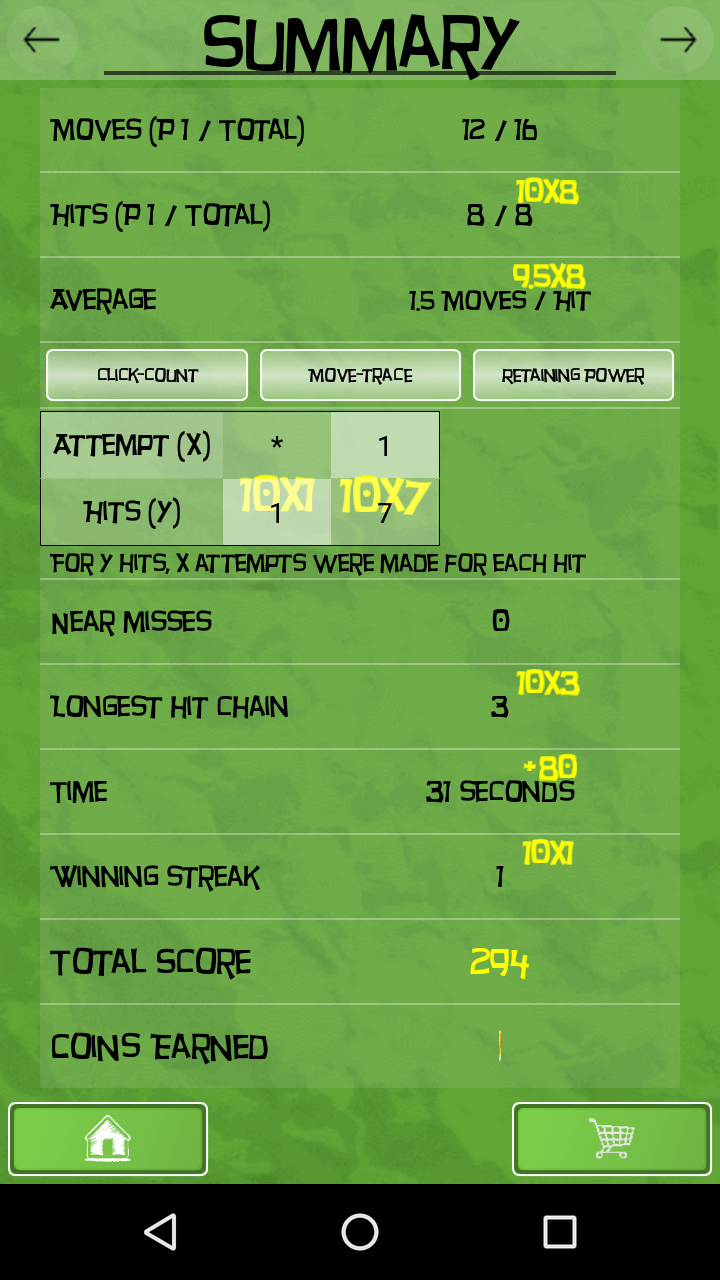 SUMMARY
MOVES (P1 / TOTAL) 12 / 16
10X8
HITS (P1 / TOTAL) 8 / 8
9.5X8
AVERAGE 1.5 MOVES / HIT
CLICK-COUNT MOVE-TRACE RETAINING POWER
ATTEMPT (X) * 1
10X1 10X7
HITS (Y) 1 7
FOR Y HITS, X ATTEMPTS WERE MADE FOR EACH HIT
NEAR MISSES 0
10X3
LONGEST HIT CHAIN 3
+80
TIME 31 SECONDS
10X1
WINNING STREAK 1
TOTAL SCORE 294
COINS EARNED